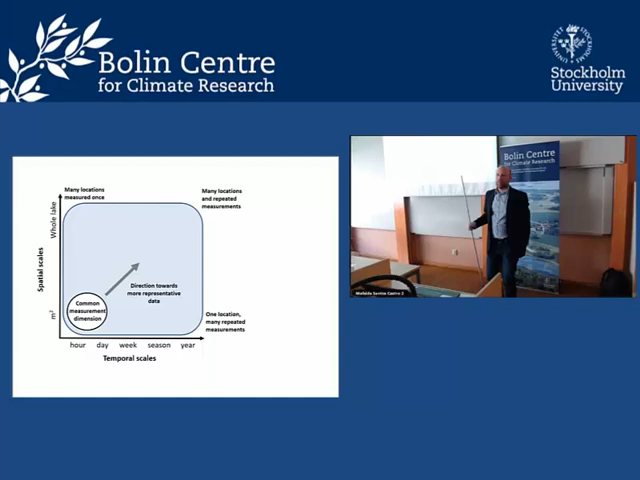 Bolin Centre
for Climate Research
Stockholm
University
Many locations
measured once
Many locations
and repeated
measurements
Whole lake
Spatial scales
m²
Direction towards
more representative
data
Common
measurement
dimension
One location,
many repeated
measurements
hour day week season year
Temporal scales
Bolin Centre
for Climate Research